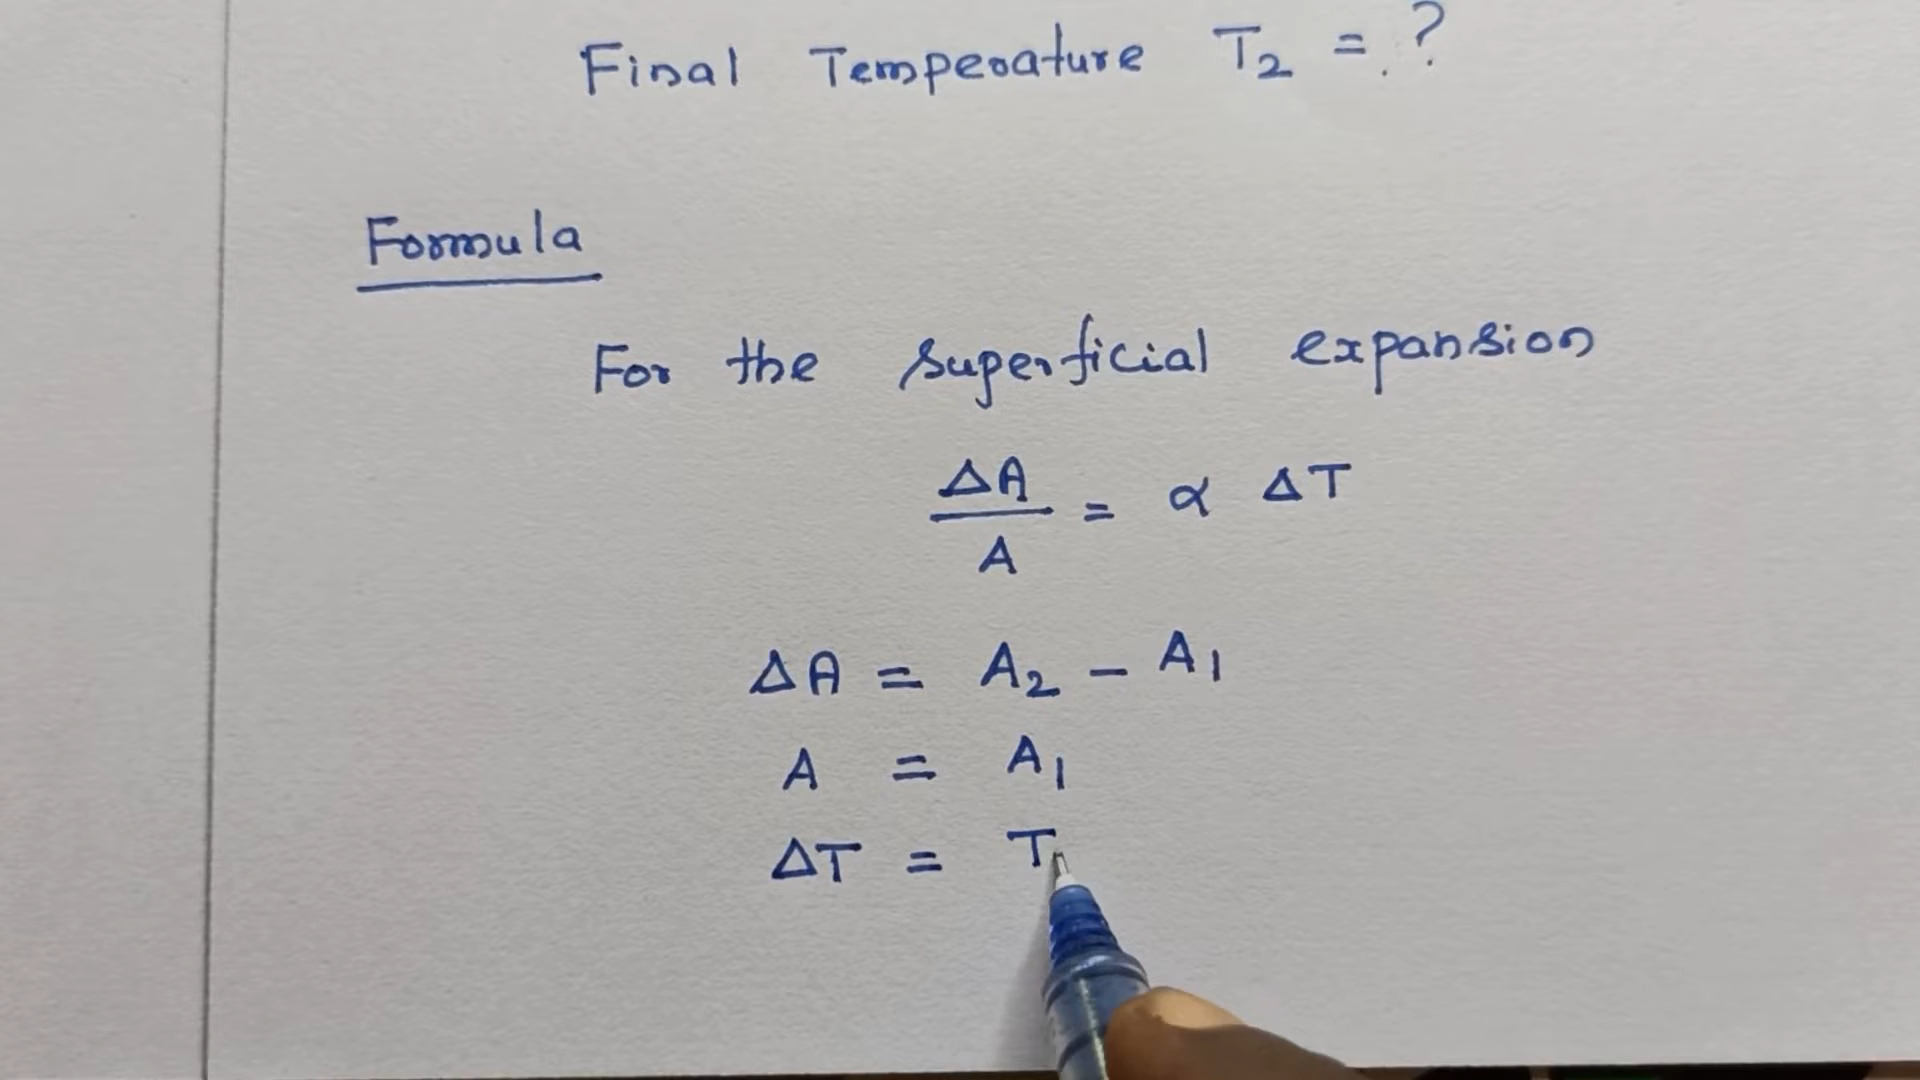 Final Temperature T₂ = ?
Formula
For the superficial expansion
ΔA/A = α ΔT
ΔA = A₂ - A₁
A = A₁
ΔT = T